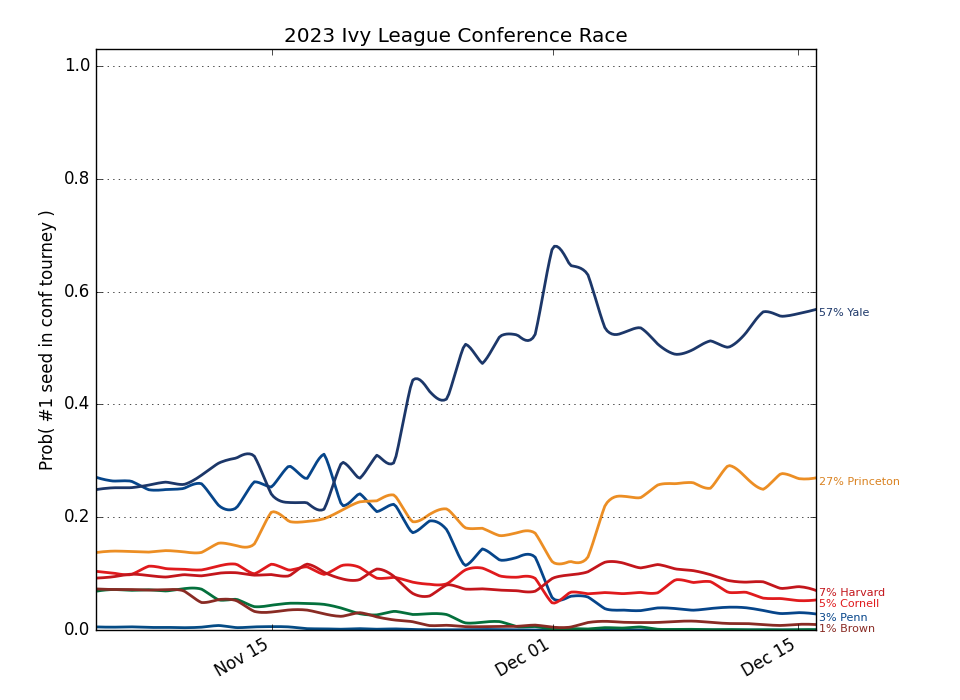 2023 Ivy League Conference Race
Prob( #1 seed in conf tourney )
1.0
0.8
0.6
0.4
0.2
0.0
Nov 15
Dec 01
Dec 15
57% Yale
27% Princeton
7% Harvard
5% Cornell
3% Penn
1% Brown